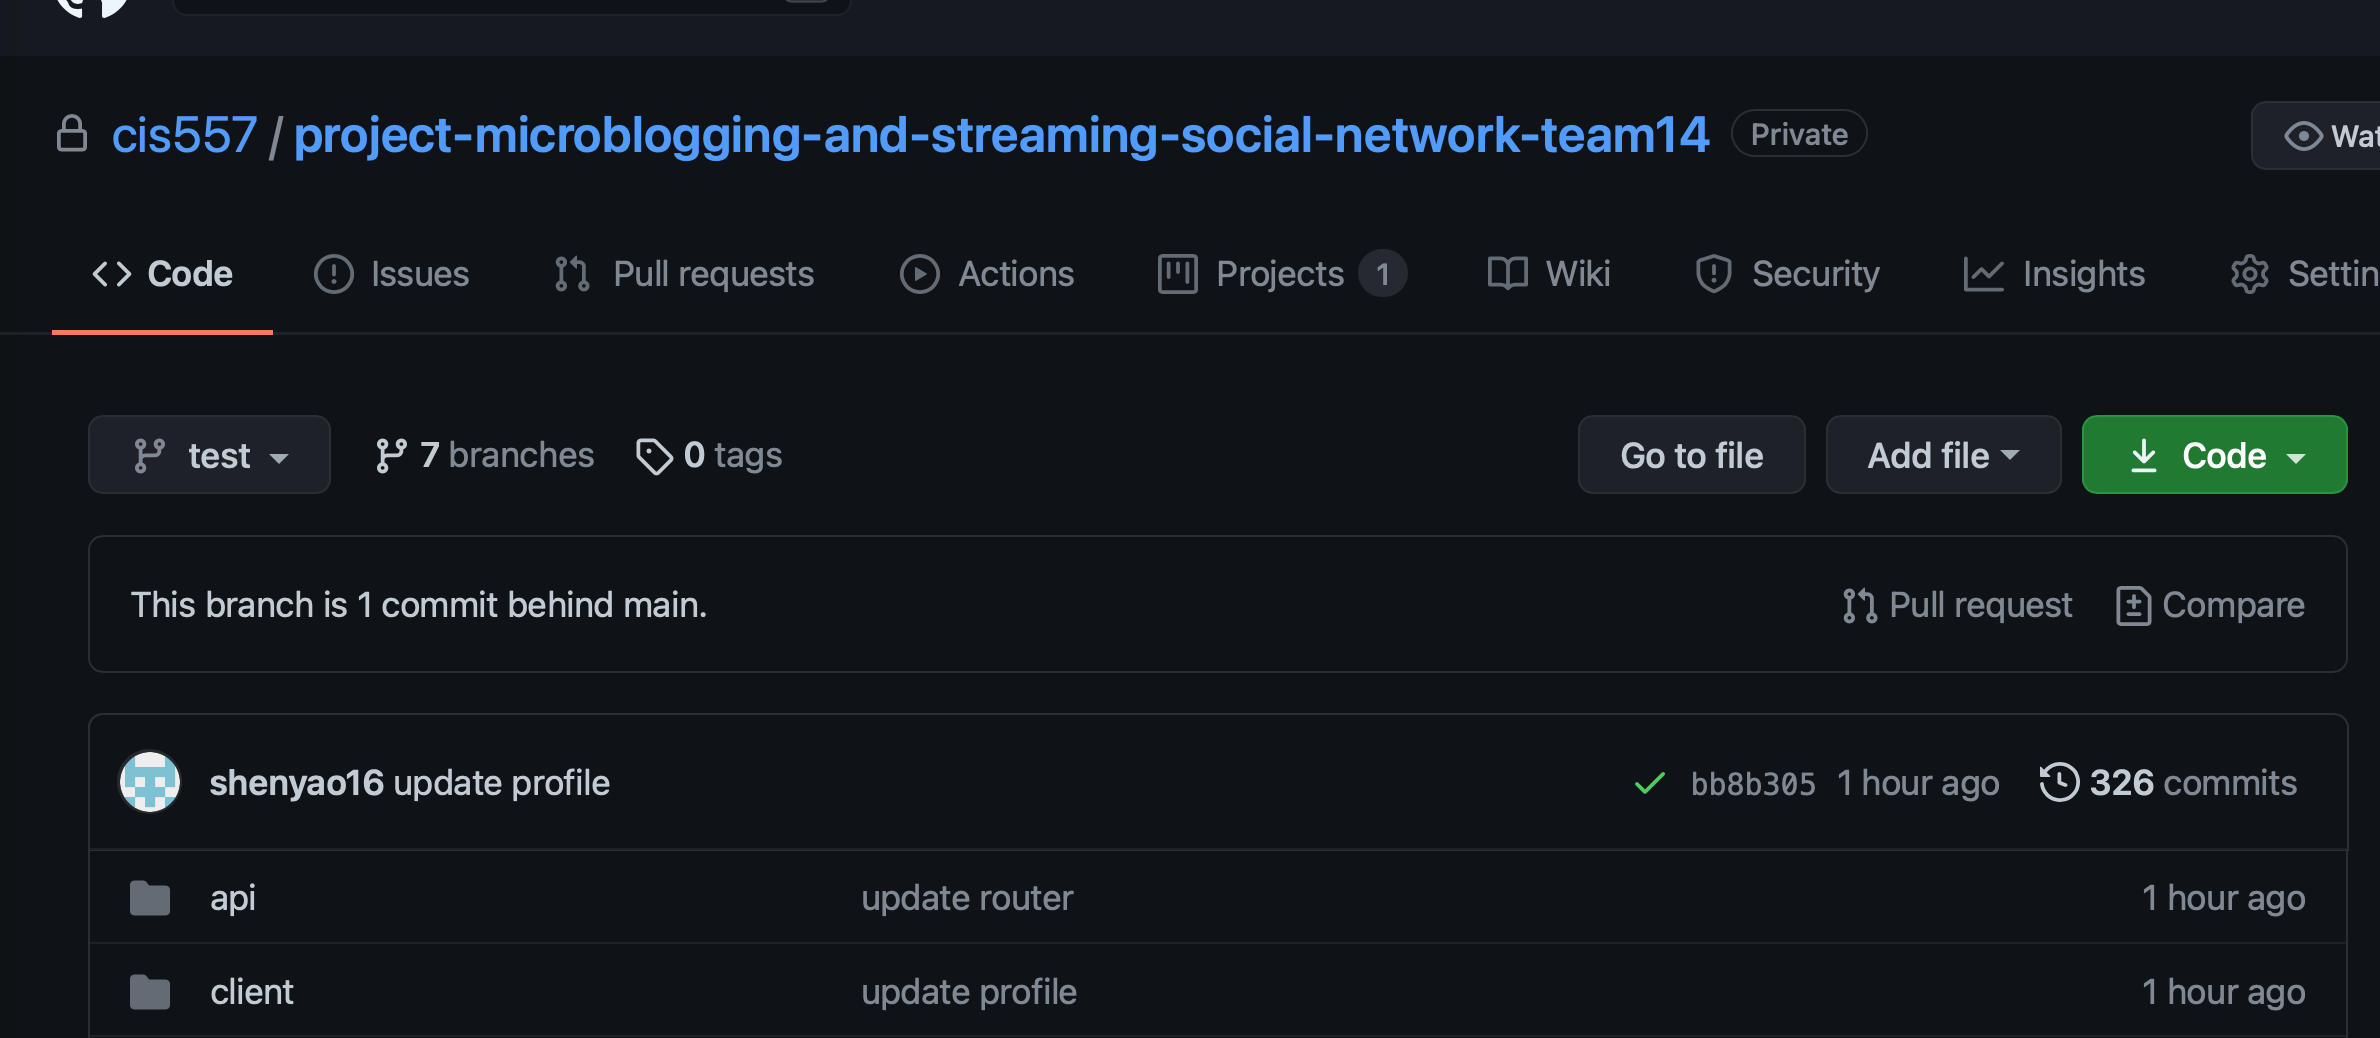 cis557 / project-microblogging-and-streaming-social-network-team14 Private
Code Issues Pull requests Actions Projects 1 Wiki Security Insights
test 7 branches 0 tags Go to file Add file Code
This branch is 1 commit behind main. Pull request Compare
shenyao16 update profile bb8b305 1 hour ago 326 commits
api update router 1 hour ago
client update profile 1 hour ago